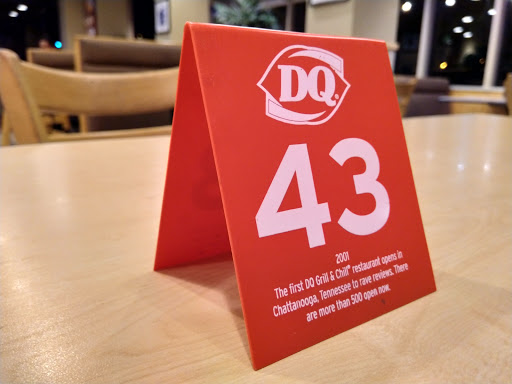 DQ.
43
2001
The first DQ Grill & Chill® restaurant opens in
Chattanooga, Tennessee to rave reviews. There
are more than 500 open now.